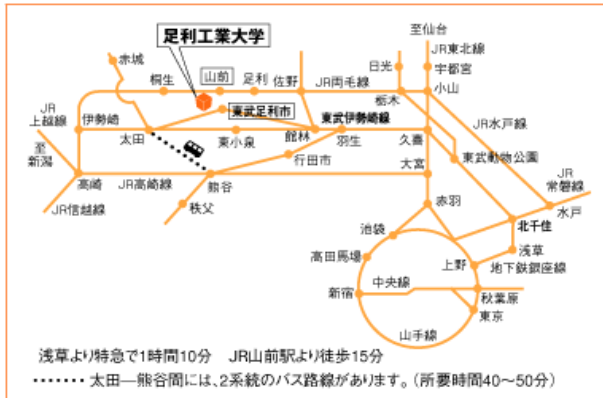 至仙台
足利工業大学
JR東北線
赤城
日光
宇都宮
桐生
山前
足利
佐野
JR両毛線
小山
栃木
JR
上越線
伊勢崎
東武足利市
東武伊勢崎線
JR水戸線
太田
東小泉
館林
羽生
久喜
至
新潟
行田市
大宮
東武動物公園
JR
常磐線
高崎
JR高崎線
熊谷
水戸
JR信越線
秩父
赤羽
北千住
池袋
浅草
高田馬場
上野
地下鉄銀座線
中央線
新宿
秋葉原
東京
山手線
浅草より特急で1時間10分 JR山前駅より徒歩15分
太田―熊谷間には、2系統のバス路線があります。(所要時間40〜50分)